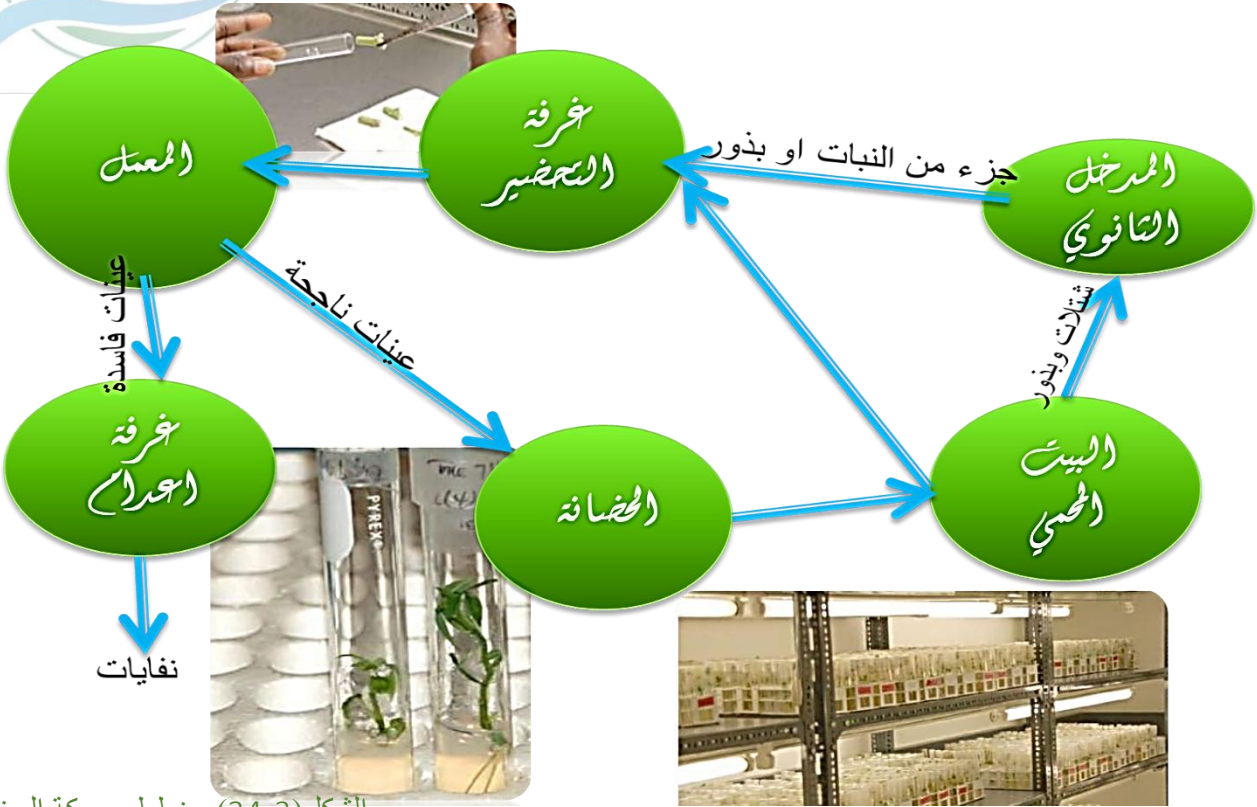 المعمل
غرفة
التحضير
جزء من النبات او بذور
المدخل
الثانوي
شتلات وبذور
عينات ناجحة
عينات فاسدة
غرفة
اعدام
الحضانة
البيت
المحمي
نفايات
PYREX